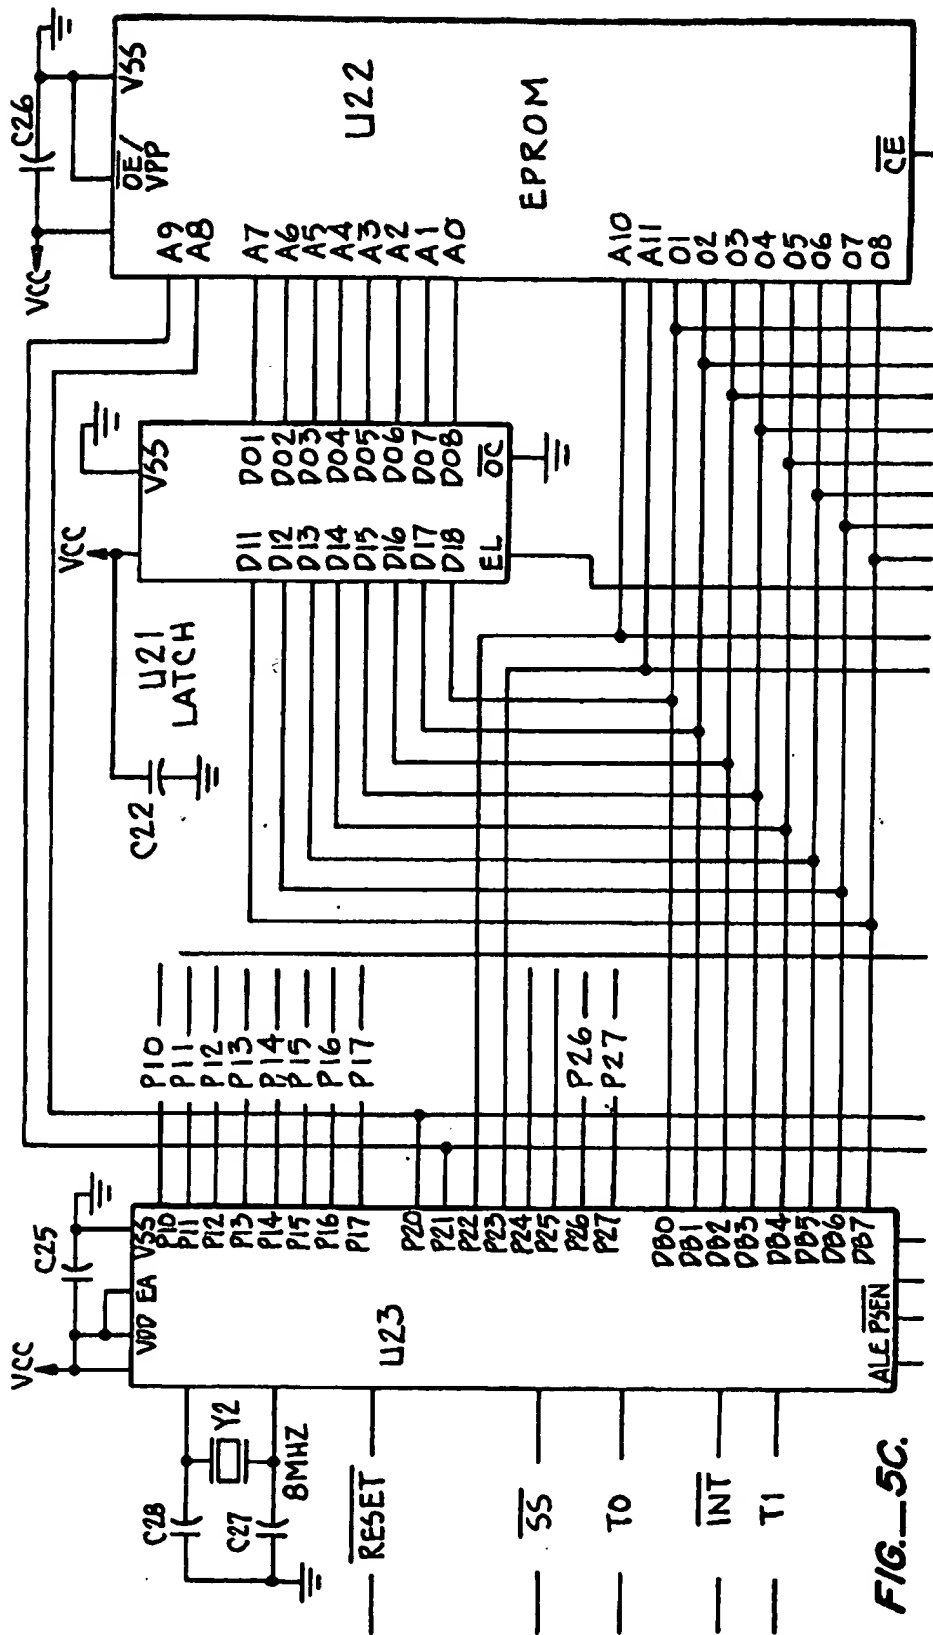 VCC
C25
VDD
EA
VSS
C28
C27
Y2
8MHZ
RESET
SS
T0
INT
T1
U23
P10
P11
P12
P13
P14
P15
P16
P17
P20
P21
P22
P23
P24
P25
P26
P27
DB0
DB1
DB2
DB3
DB4
DB5
DB6
DB7
ALE
PSEN
P10
P11
P12
P13
P14
P15
P16
P17
P26
P27
C22
U21
LATCH
VCC
VSS
DI1
DI2
DI3
DI4
DI5
DI6
DI7
DI8
EL
DO1
DO2
DO3
DO4
DO5
DO6
DO7
DO8
OC
VCC
C26
OE/
VPP
VSS
A9
A8
A7
A6
A5
A4
A3
A2
A1
A0
A10
A11
O1
O2
O3
O4
O5
O6
O7
O8
U22
EPROM
CE
FIG._5C.